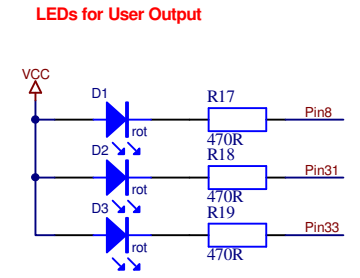 LEDs for User Output
VCC
D1
R17
Pin8
rot
470R
D2
R18
Pin31
rot
470R
D3
R19
Pin33
rot
470R